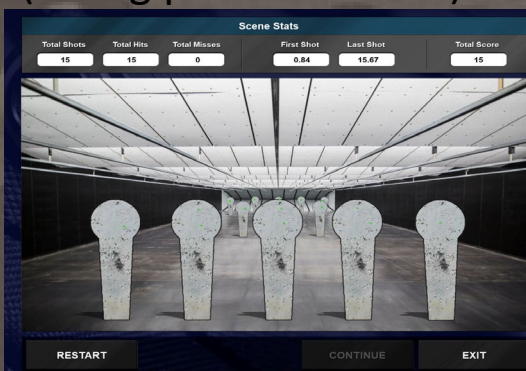 Scene Stats
Total Shots Total Hits Total Misses First Shot Last Shot Total Score
15 15 0 0.84 15.67 15
RESTART CONTINUE EXIT